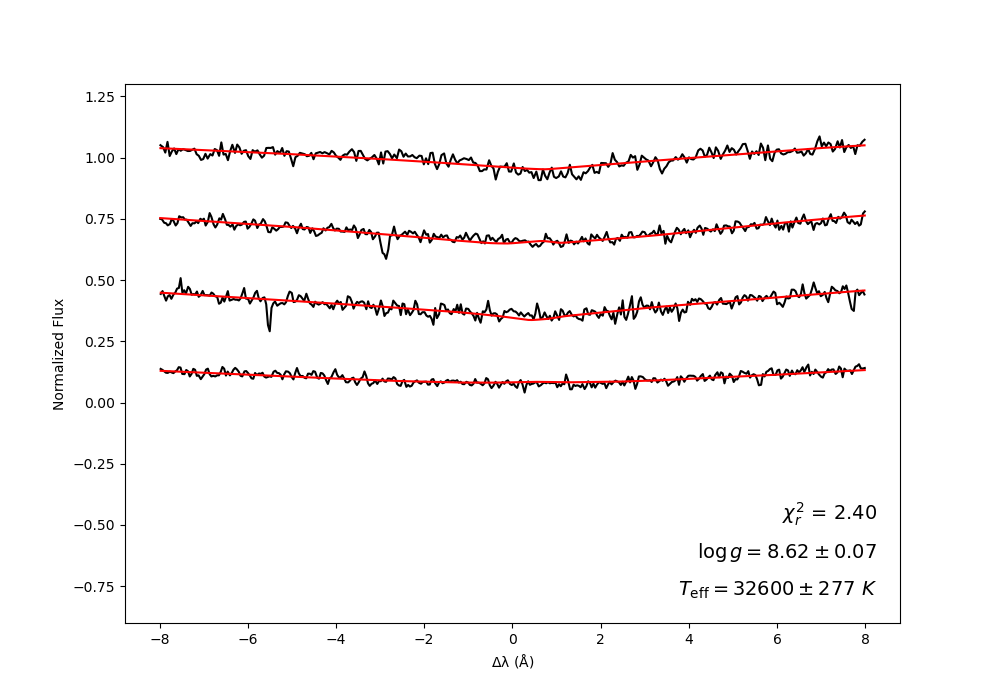 1.25
1.00
0.75
0.50
0.25
0.00
−0.25
−0.50
−0.75
Normalized Flux
χ²ᵣ = 2.40
log g = 8.62 ± 0.07
T_eff = 32600 ± 277 K
−8 −6 −4 −2 0 2 4 6 8
Δλ (Å)